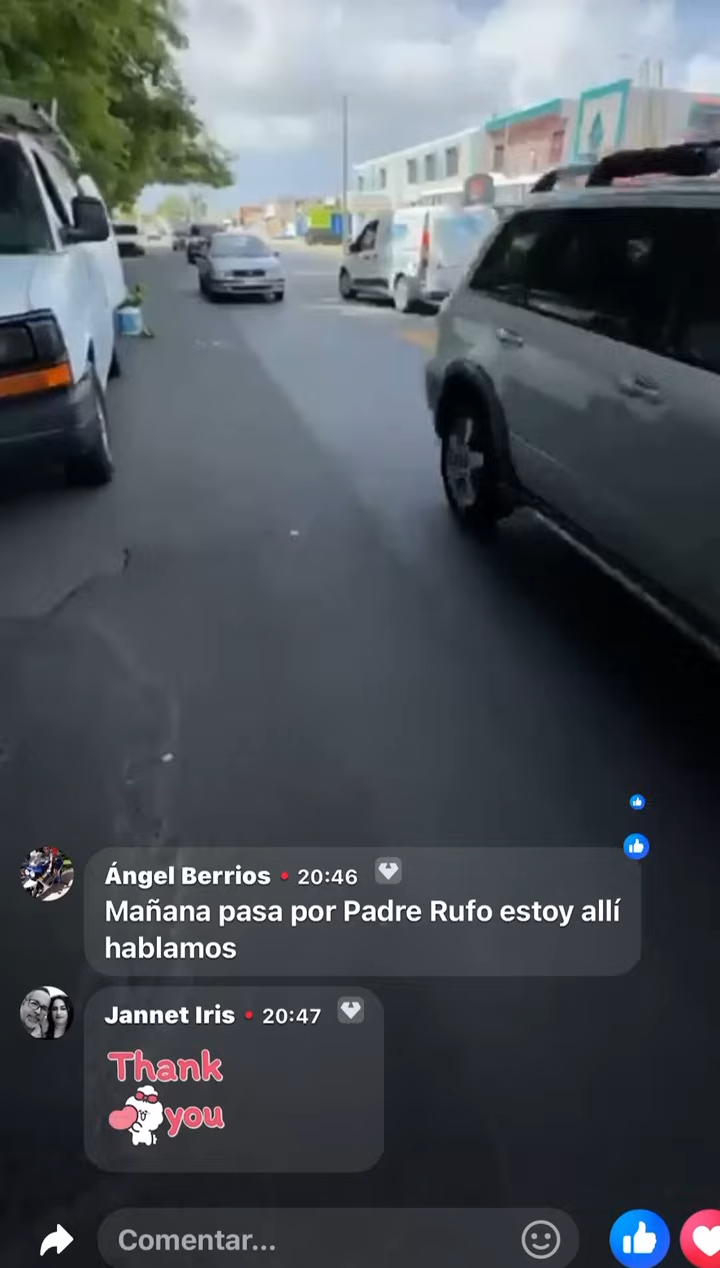 Ángel Berrios • 20:46
Mañana pasa por Padre Rufo estoy allí
hablamos
Jannet Iris • 20:47
Thank
you
Comentar...